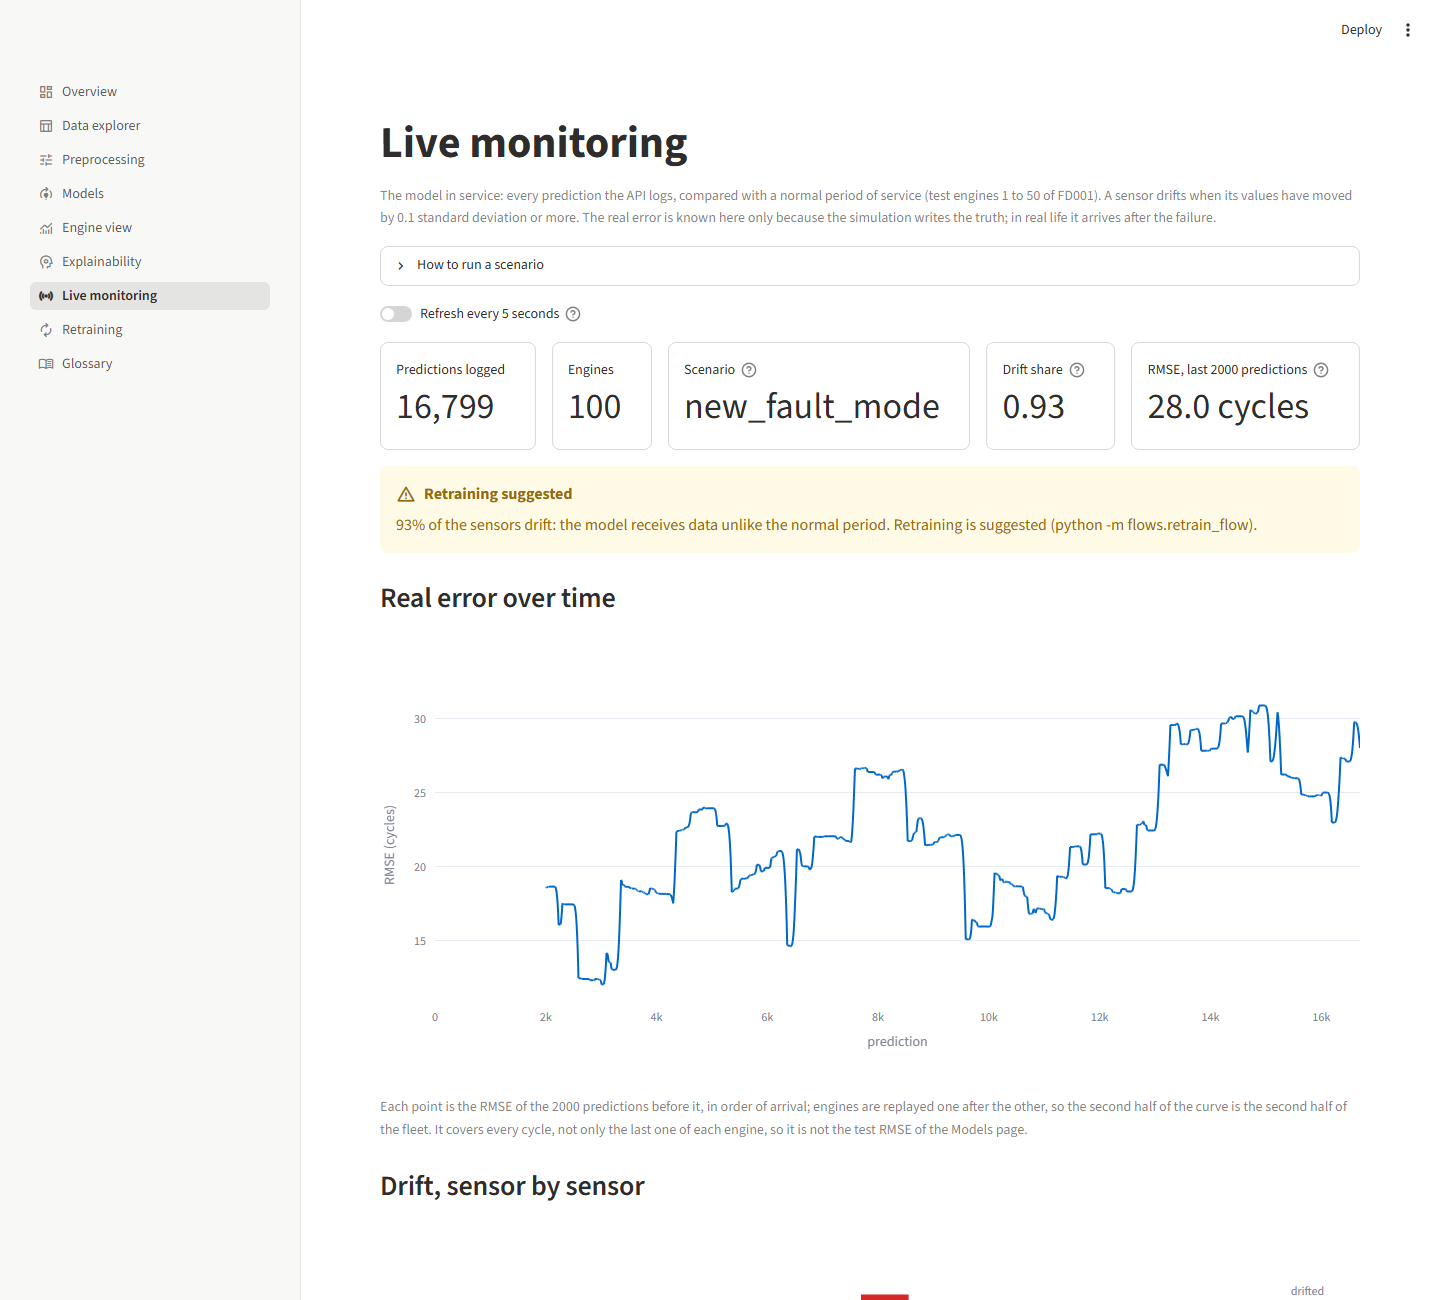 Deploy
Overview
Data explorer
Preprocessing
Models
Engine view
Explainability
Live monitoring
Retraining
Glossary
Live monitoring
The model in service: every prediction the API logs, compared with a normal period of service (test engines 1 to 50 of FD001). A sensor drifts when its values have moved
by 0.1 standard deviation or more. The real error is known here only because the simulation writes the truth; in real life it arrives after the failure.
How to run a scenario
Refresh every 5 seconds
Predictions logged
16,799
Engines
100
Scenario
new_fault_mode
Drift share
0.93
RMSE, last 2000 predictions
28.0 cycles
Retraining suggested
93% of the sensors drift: the model receives data unlike the normal period. Retraining is suggested (python -m flows.retrain_flow).
Real error over time
30
25
20
15
RMSE (cycles)
0 2k 4k 6k 8k 10k 12k 14k 16k
prediction
Each point is the RMSE of the 2000 predictions before it, in order of arrival; engines are replayed one after the other, so the second half of the curve is the second half of
the fleet. It covers every cycle, not only the last one of each engine, so it is not the test RMSE of the Models page.
Drift, sensor by sensor
drifted